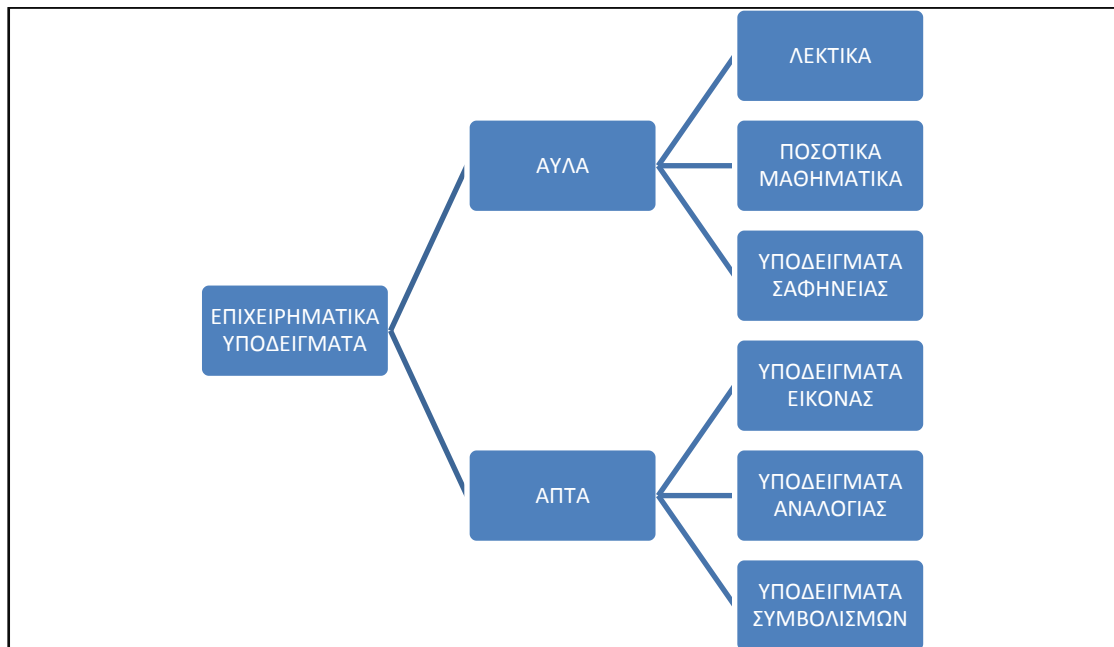 ΛΕΚΤΙΚΑ
ΑΥΛΑ
ΠΟΣΟΤΙΚΑ
ΜΑΘΗΜΑΤΙΚΑ
ΥΠΟΔΕΙΓΜΑΤΑ
ΣΑΦΗΝΕΙΑΣ
ΕΠΙΧΕΙΡΗΜΑΤΙΚΑ
ΥΠΟΔΕΙΓΜΑΤΑ
ΥΠΟΔΕΙΓΜΑΤΑ
ΕΙΚΟΝΑΣ
ΑΠΤΑ
ΥΠΟΔΕΙΓΜΑΤΑ
ΑΝΑΛΟΓΙΑΣ
ΥΠΟΔΕΙΓΜΑΤΑ
ΣΥΜΒΟΛΙΣΜΩΝ